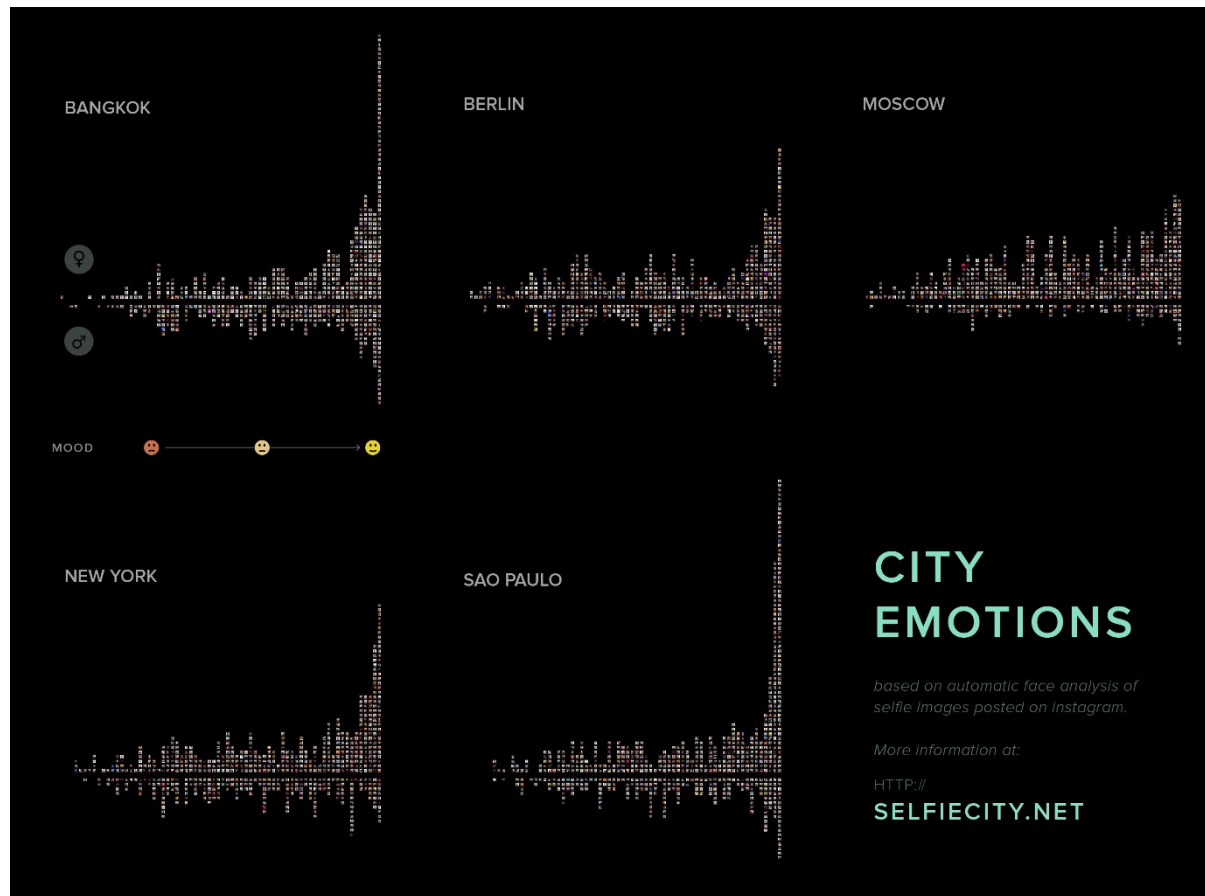 BANGKOK
BERLIN
MOSCOW
MOOD
NEW YORK
SAO PAULO
CITY
EMOTIONS
based on automatic face analysis of
selfie images posted on instagram.
More information at:
HTTP://
SELFIECITY.NET